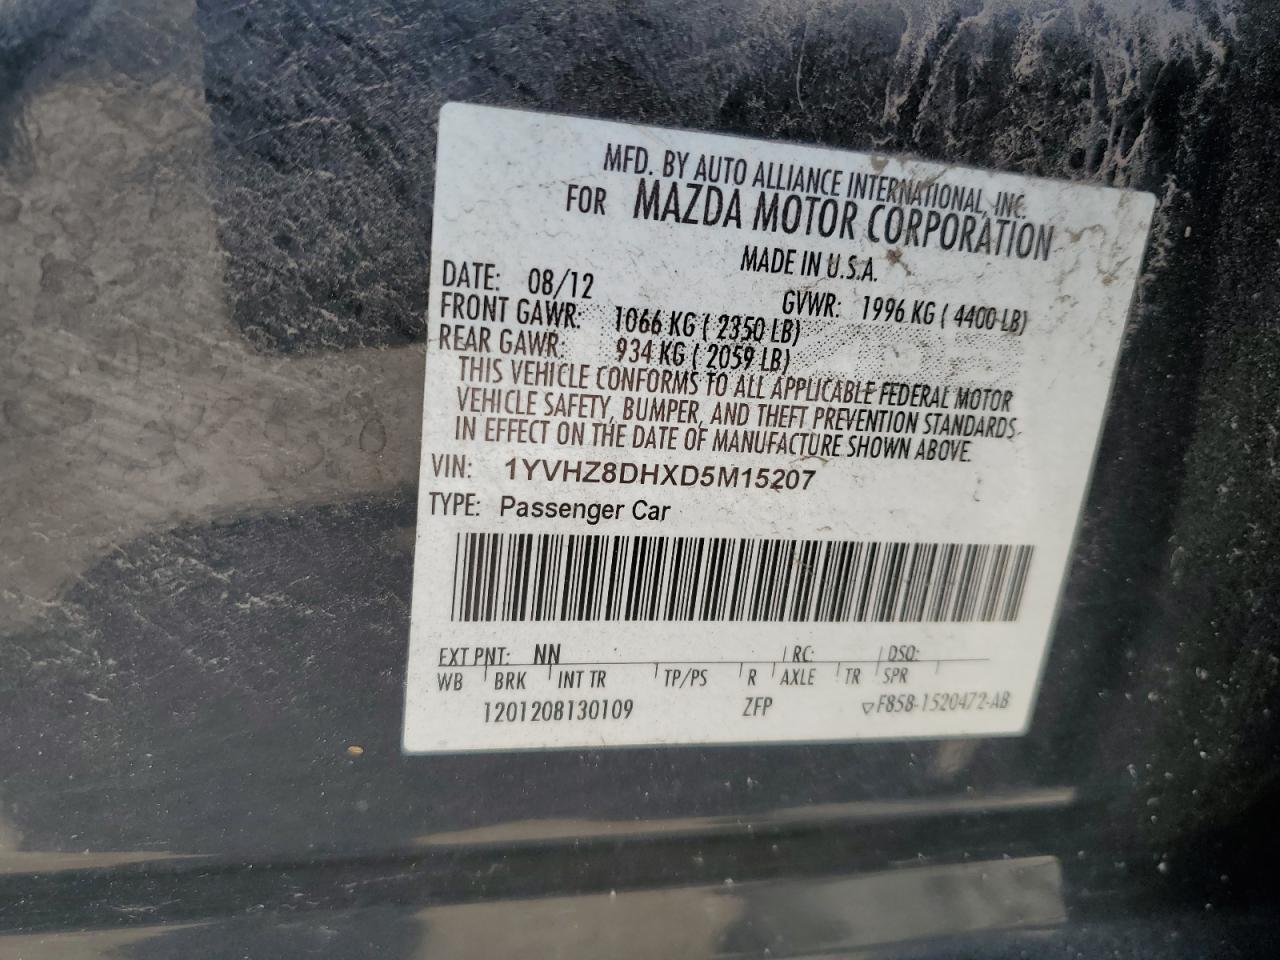 MFD. BY AUTO ALLIANCE INTERNATIONAL, INC.
FOR MAZDA MOTOR CORPORATION
MADE IN U.S.A.
DATE: 08/12 GVWR: 1996 KG ( 4400 LB)
FRONT GAWR: 1066 KG ( 2350 LB)
REAR GAWR: 934 KG ( 2059 LB)
THIS VEHICLE CONFORMS TO ALL APPLICABLE FEDERAL MOTOR
VEHICLE SAFETY, BUMPER, AND THEFT PREVENTION STANDARDS
IN EFFECT ON THE DATE OF MANUFACTURE SHOWN ABOVE.
VIN: 1YVHZ8DHXD5M15207
TYPE: Passenger Car
EXT PNT: NN RC: DSO:
WB BRK INT TR TP/PS R AXLE TR SPR
1201208130109 ZFP ▽F85B-1520472-AB